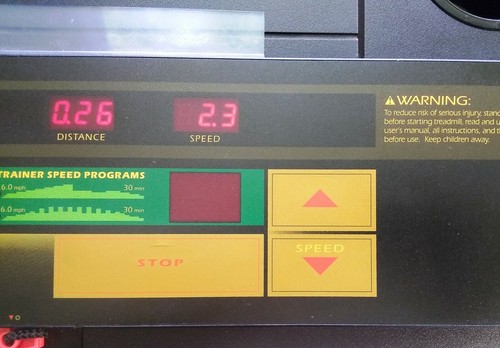 0.26
2.3
DISTANCE
SPEED
WARNING:
To reduce risk of serious injury, stand
before starting treadmill, read and u
user's manual, all instructions, and
before use. Keep children away.
TRAINER SPEED PROGRAMS
6.0 mph
30 min
6.0 mph
30 min
SPEED
STOP